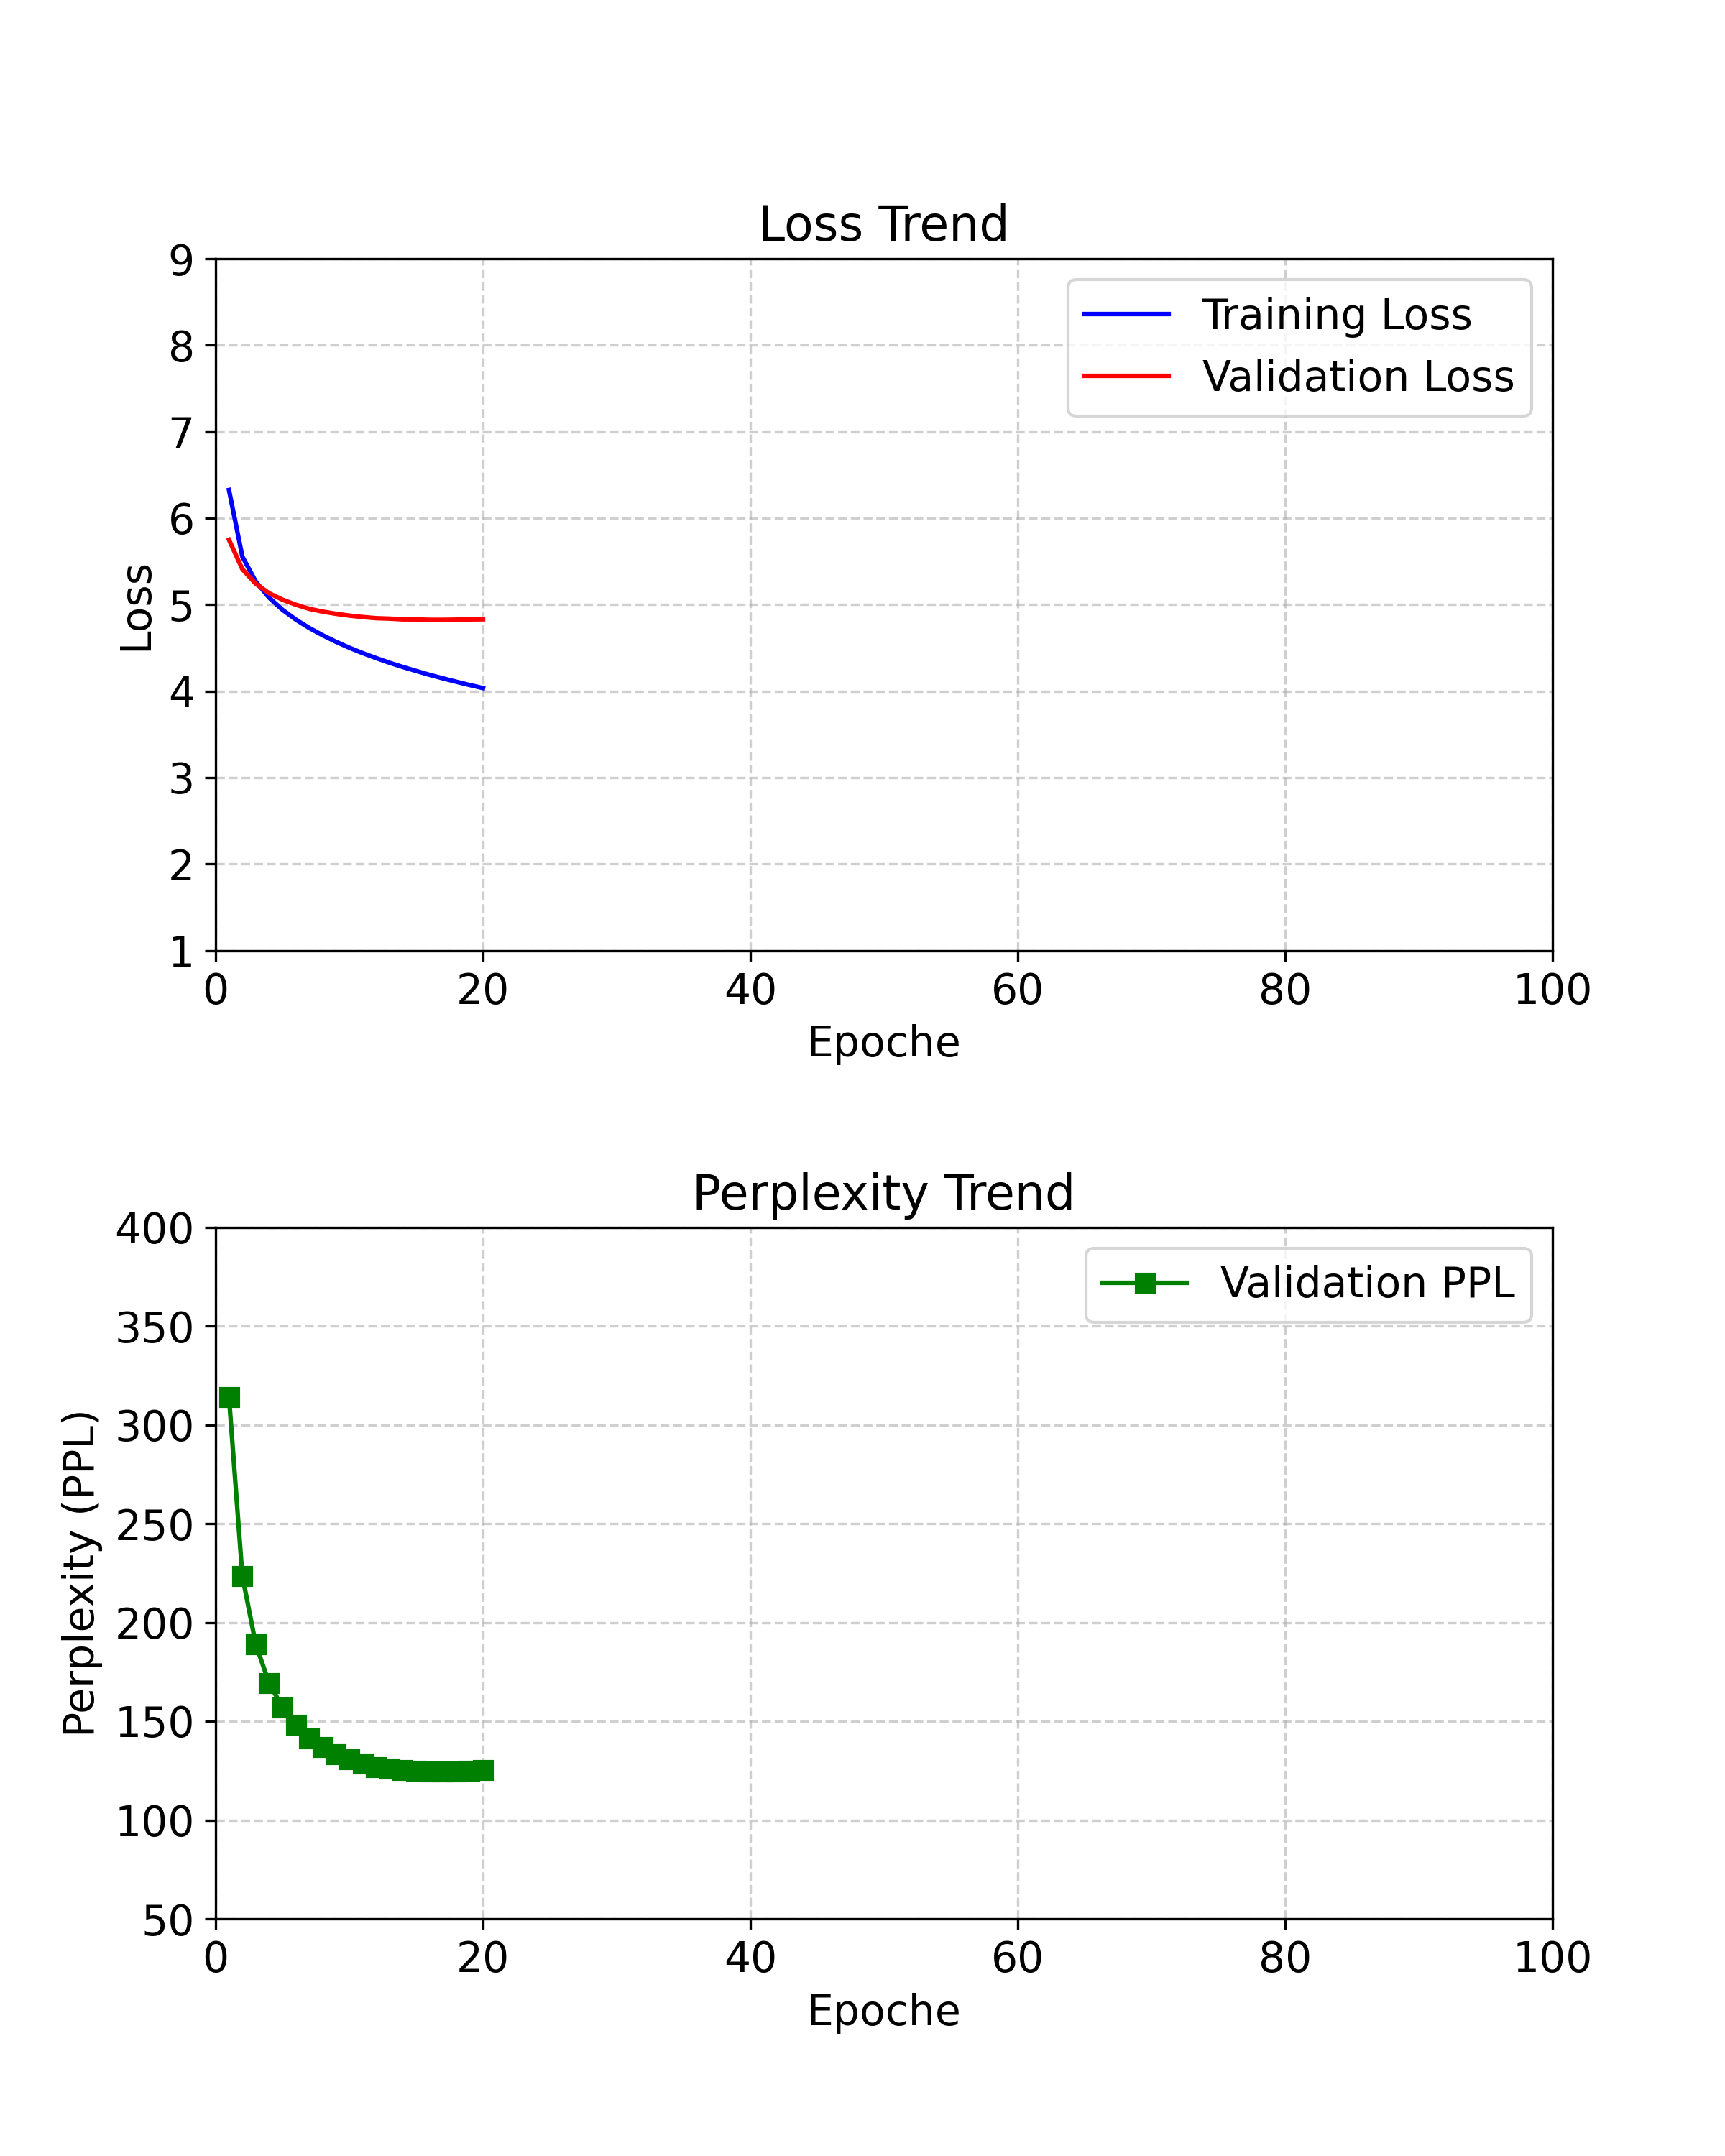 Loss Trend
9
8
7
6
5
4
3
2
1
Loss
Training Loss
Validation Loss
0 20 40 60 80 100
Epoche
Perplexity Trend
400
350
300
250
200
150
100
50
Perplexity (PPL)
Validation PPL
0 20 40 60 80 100
Epoche